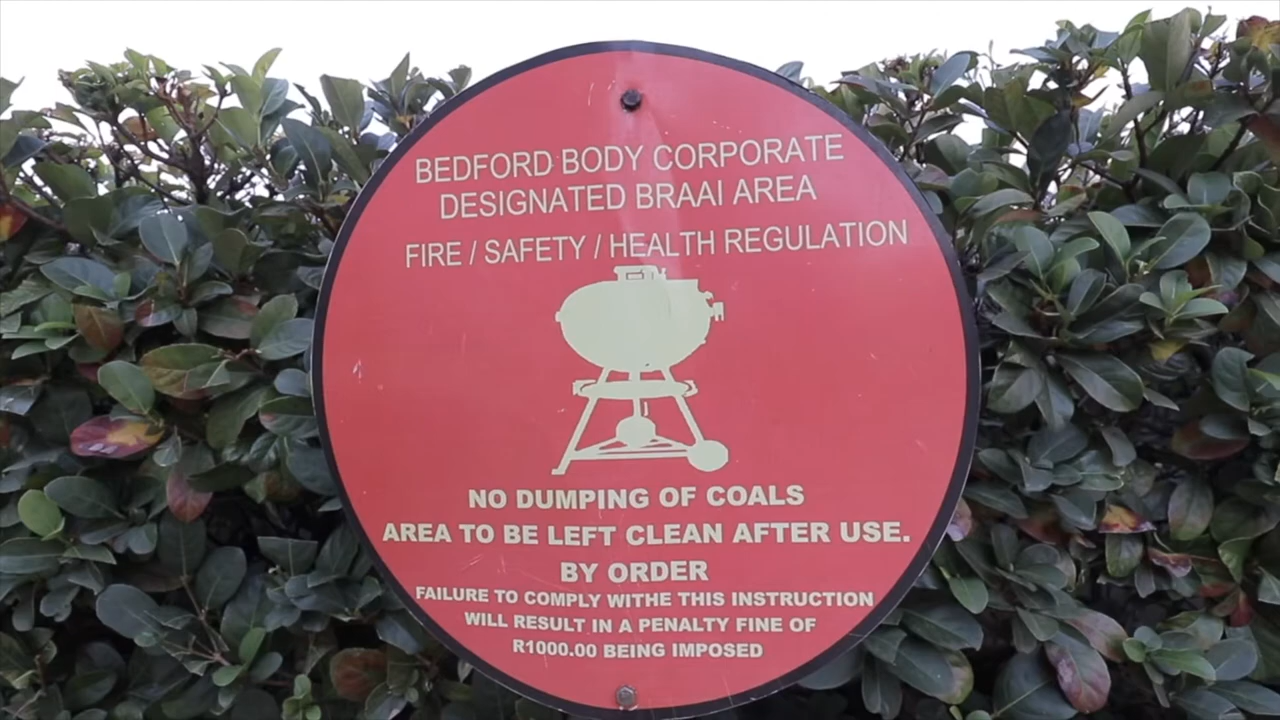 BEDFORD BODY CORPORATE
DESIGNATED BRAAI AREA
FIRE / SAFETY / HEALTH REGULATION
NO DUMPING OF COALS
AREA TO BE LEFT CLEAN AFTER USE.
BY ORDER
FAILURE TO COMPLY WITHE THIS INSTRUCTION
WILL RESULT IN A PENALTY FINE OF
R1000.00 BEING IMPOSED